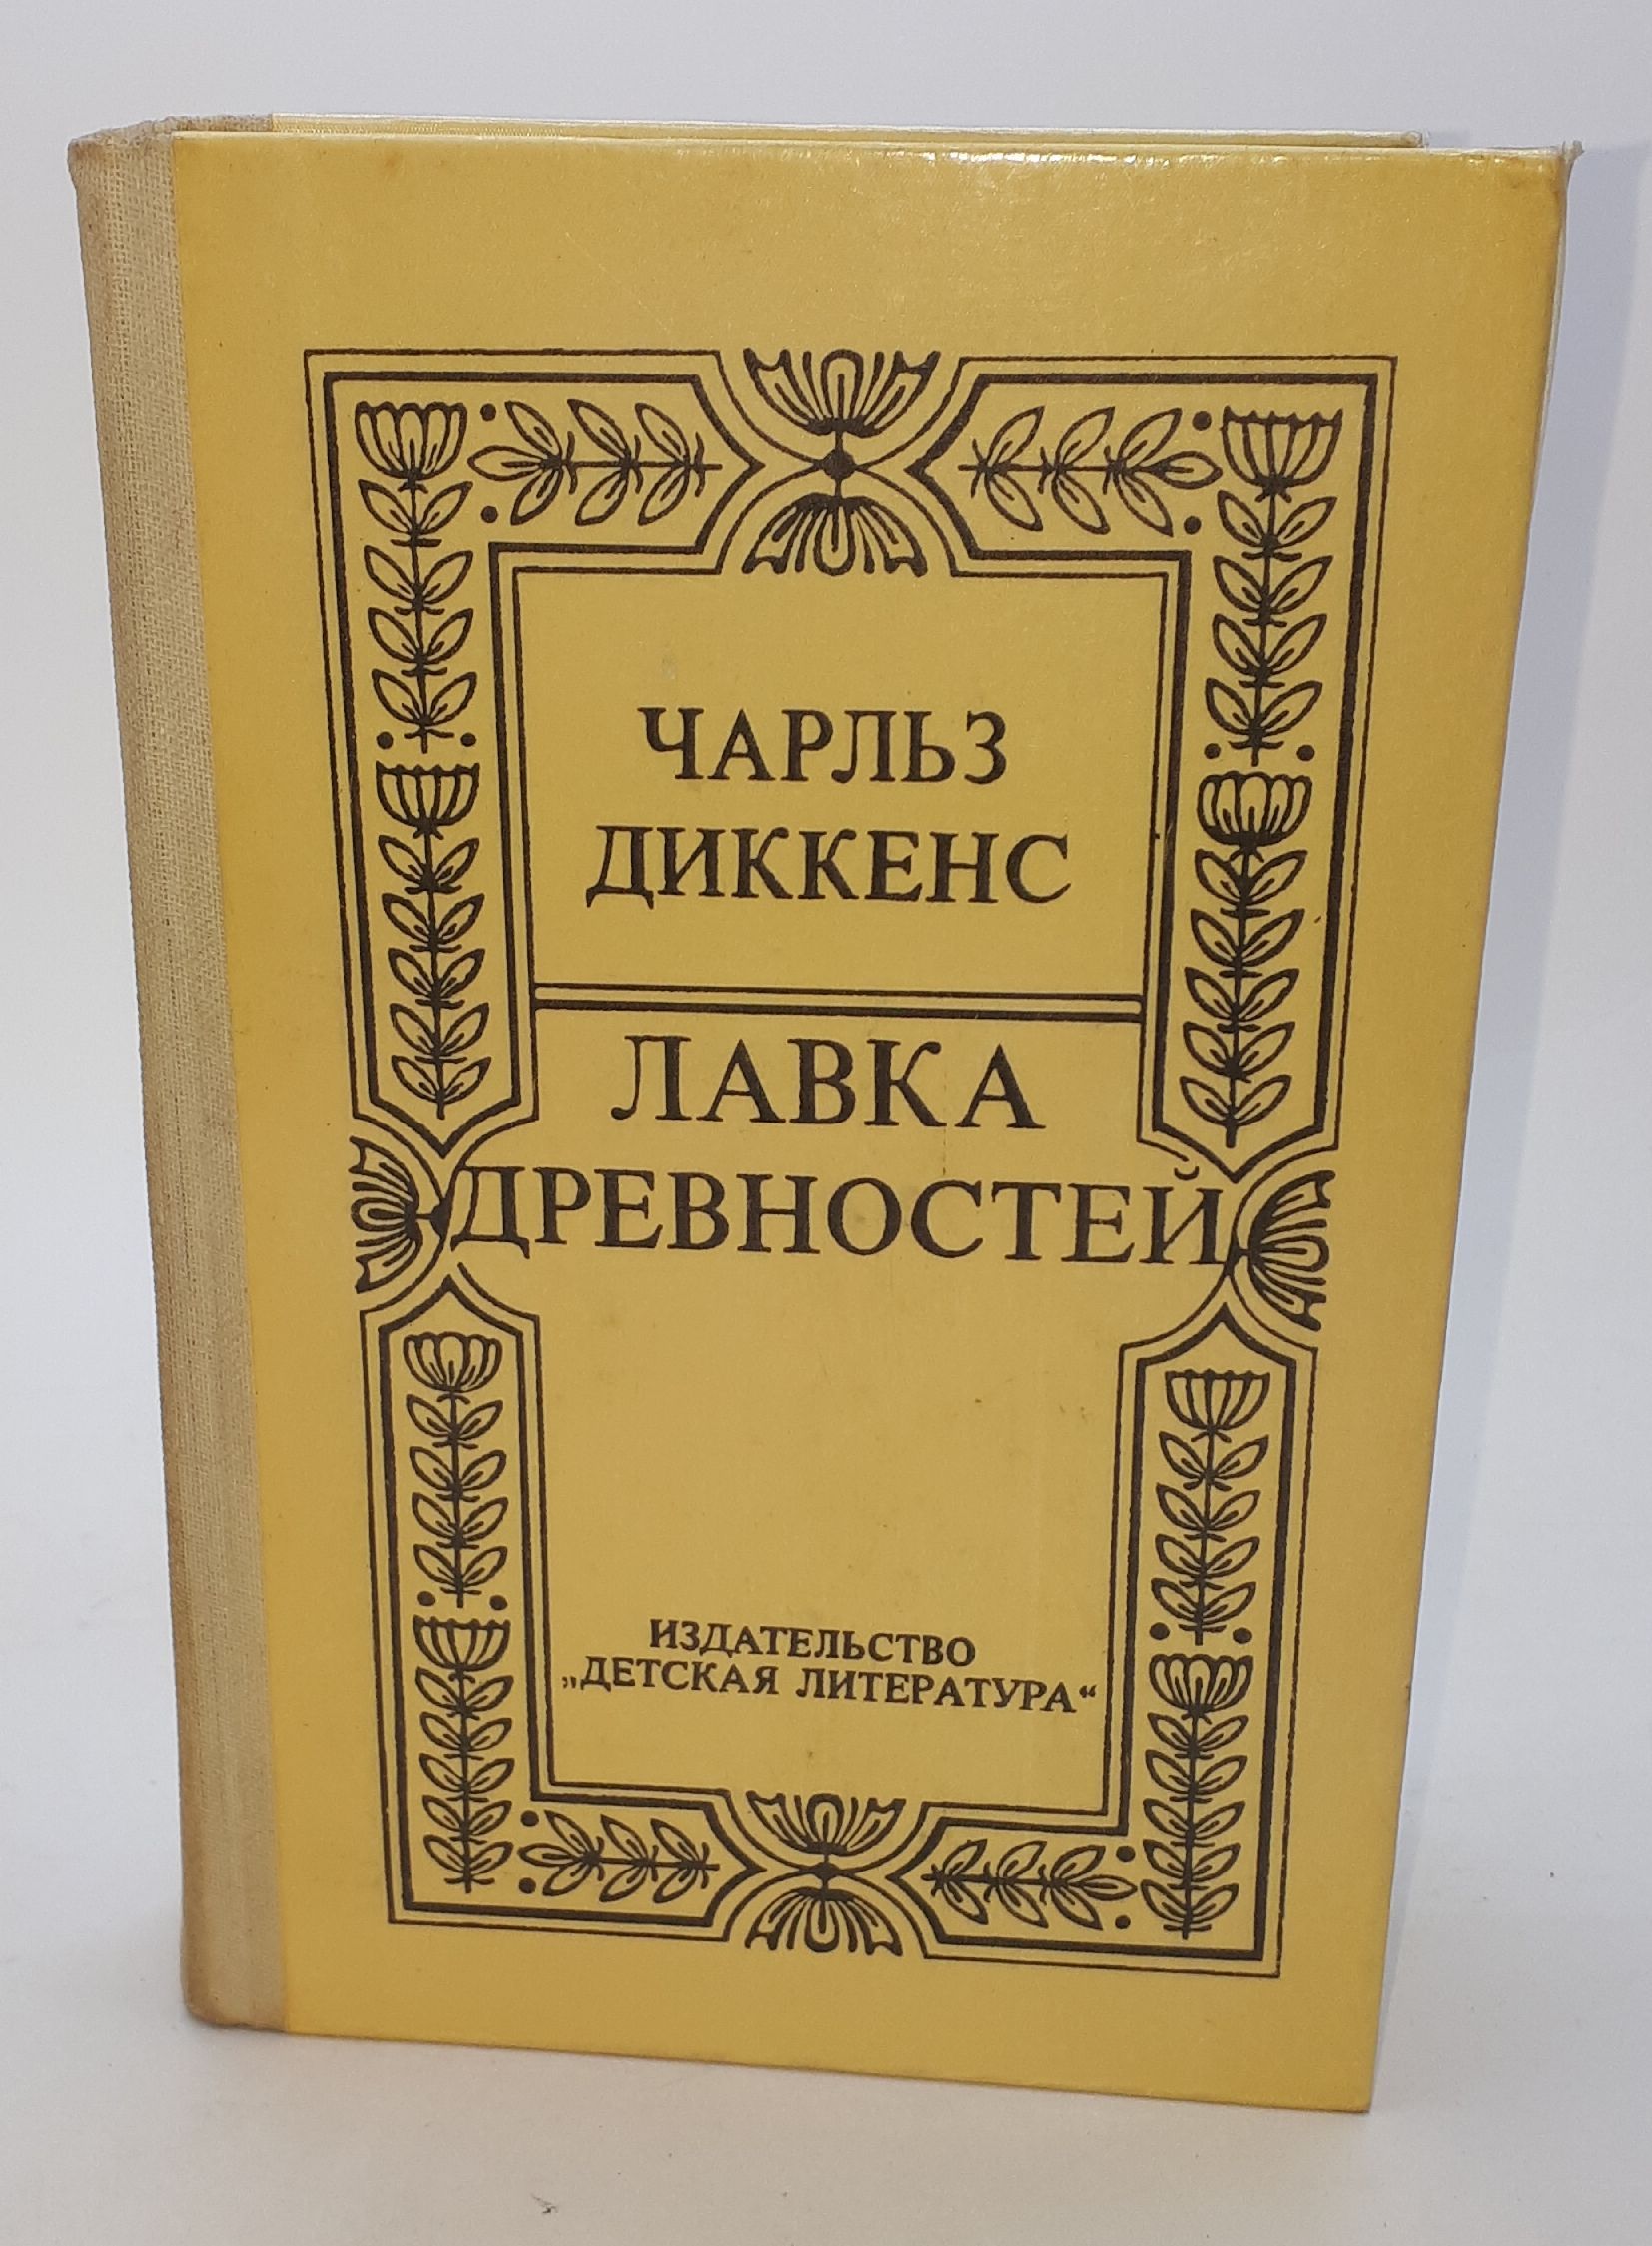 ЧАРЛЬЗ
ДИККЕНС
ЛАВКА
ДРЕВНОСТЕЙ
ИЗДАТЕЛЬСТВО
„ДЕТСКАЯ ЛИТЕРАТУРА“